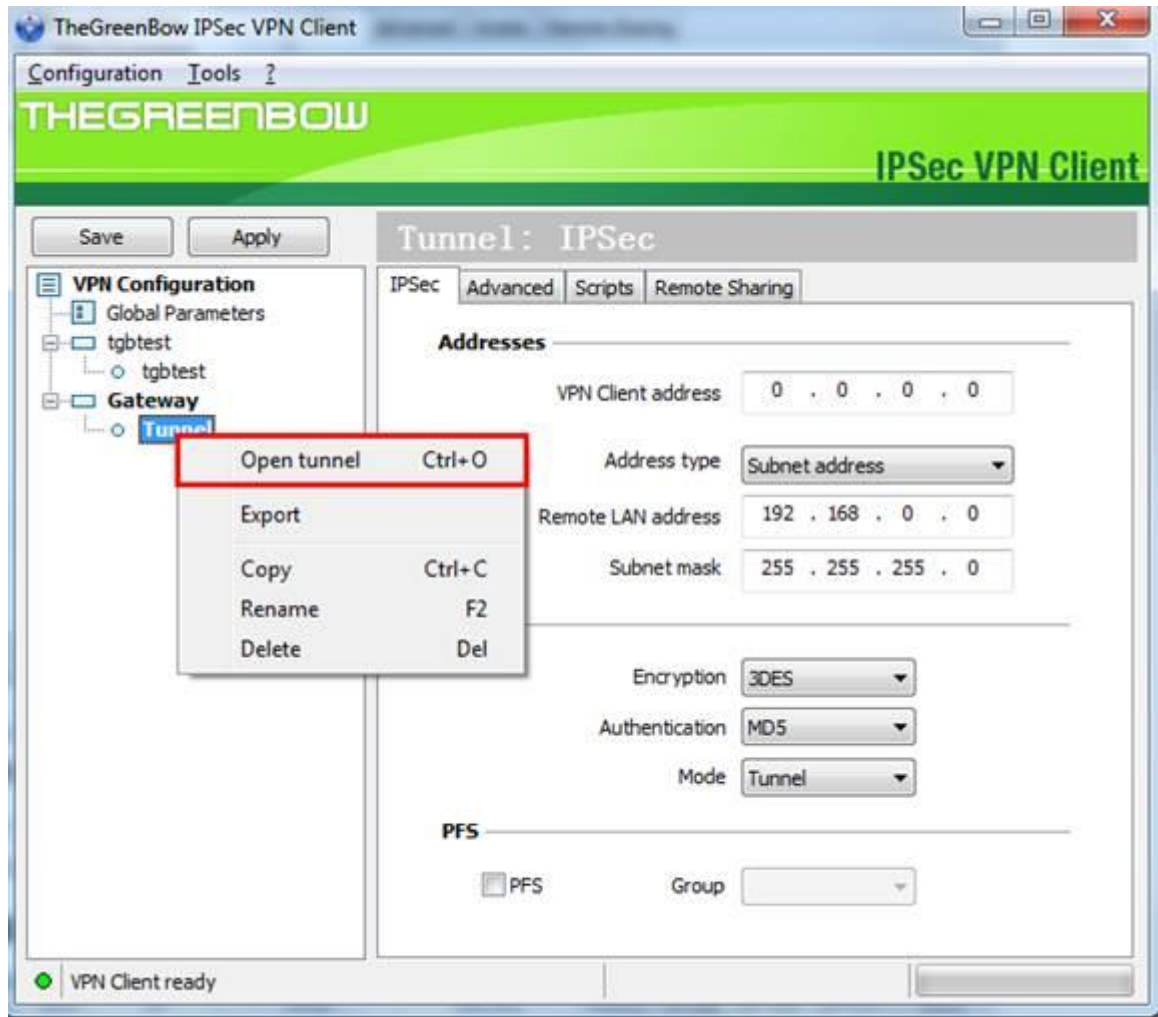 TheGreenBow IPSec VPN Client
Configuration Tools ?
THEGREENBOW
IPSec VPN Client
Save Apply
Tunnel: IPSec
VPN Configuration
Global Parameters
tgbtest
tgbtest
Gateway
Tunnel
Open tunnel Ctrl+O
Export
Copy Ctrl+C
Rename F2
Delete Del
IPSec Advanced Scripts Remote Sharing
Addresses
VPN Client address 0 . 0 . 0 . 0
Address type Subnet address
Remote LAN address 192 . 168 . 0 . 0
Subnet mask 255 . 255 . 255 . 0
Encryption 3DES
Authentication MD5
Mode Tunnel
PFS
PFS Group
VPN Client ready